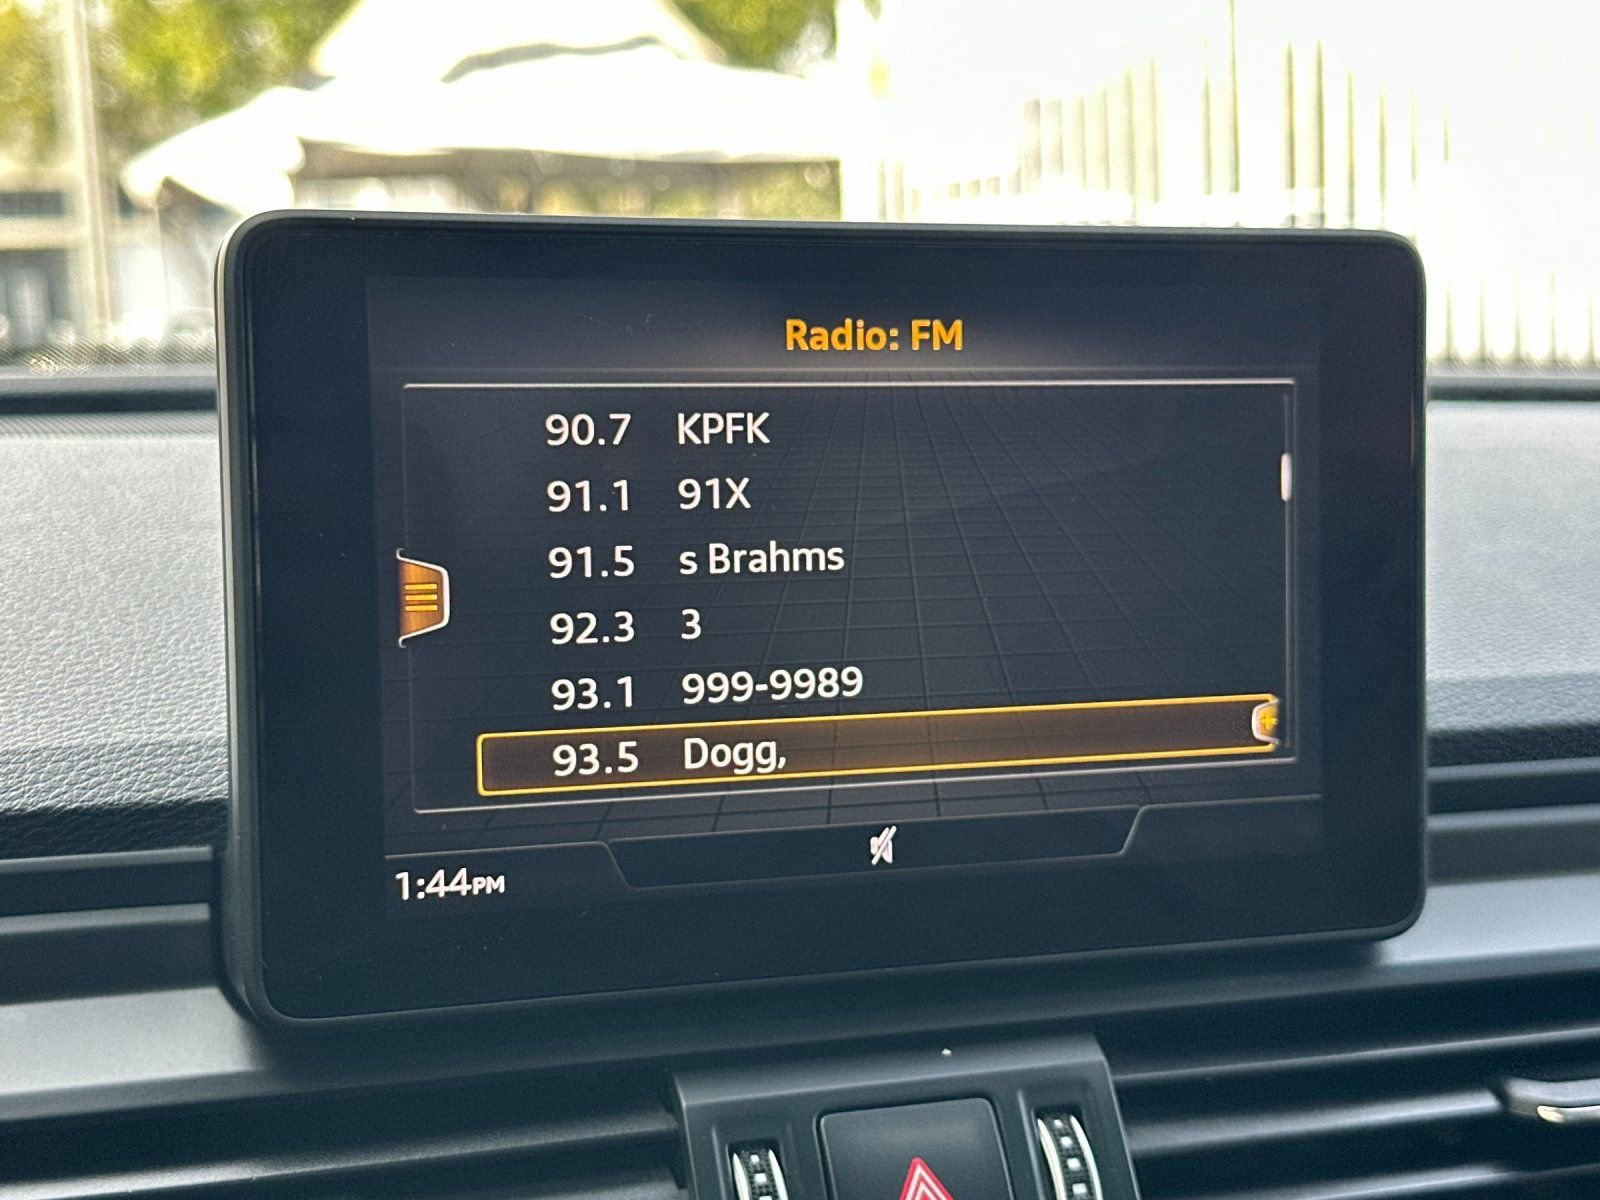 Radio: FM
90.7 KPFK
91.1 91X
91.5 s Brahms
92.3 3
93.1 999-9989
93.5 Dogg,
1:44PM